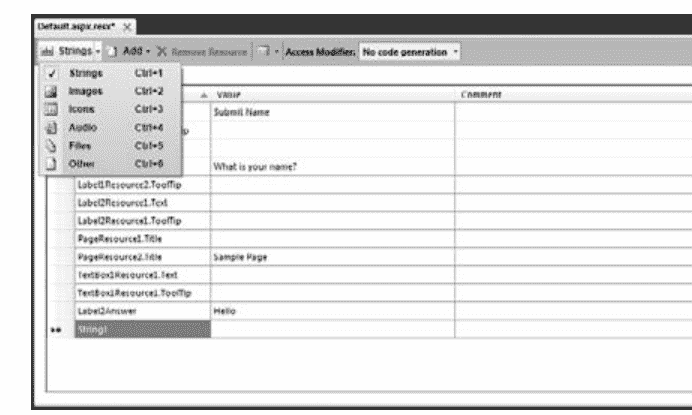 Default.aspx.resx*
Strings Add Remove Resource Access Modifier: No code generation
Strings Ctrl+1
Images Ctrl+2
Icons Ctrl+3
Audio Ctrl+4
Files Ctrl+5
Other Ctrl+6
Value Comment
Submit Name
p
What is your name?
Label1Resource2.ToolTip
Label2Resource1.Text
Label2Resource1.ToolTip
PageResource1.Title
PageResource2.Title Sample Page
TextBox1Resource1.Text
TextBox1Resource1.ToolTip
Label2Answer Hello
String1